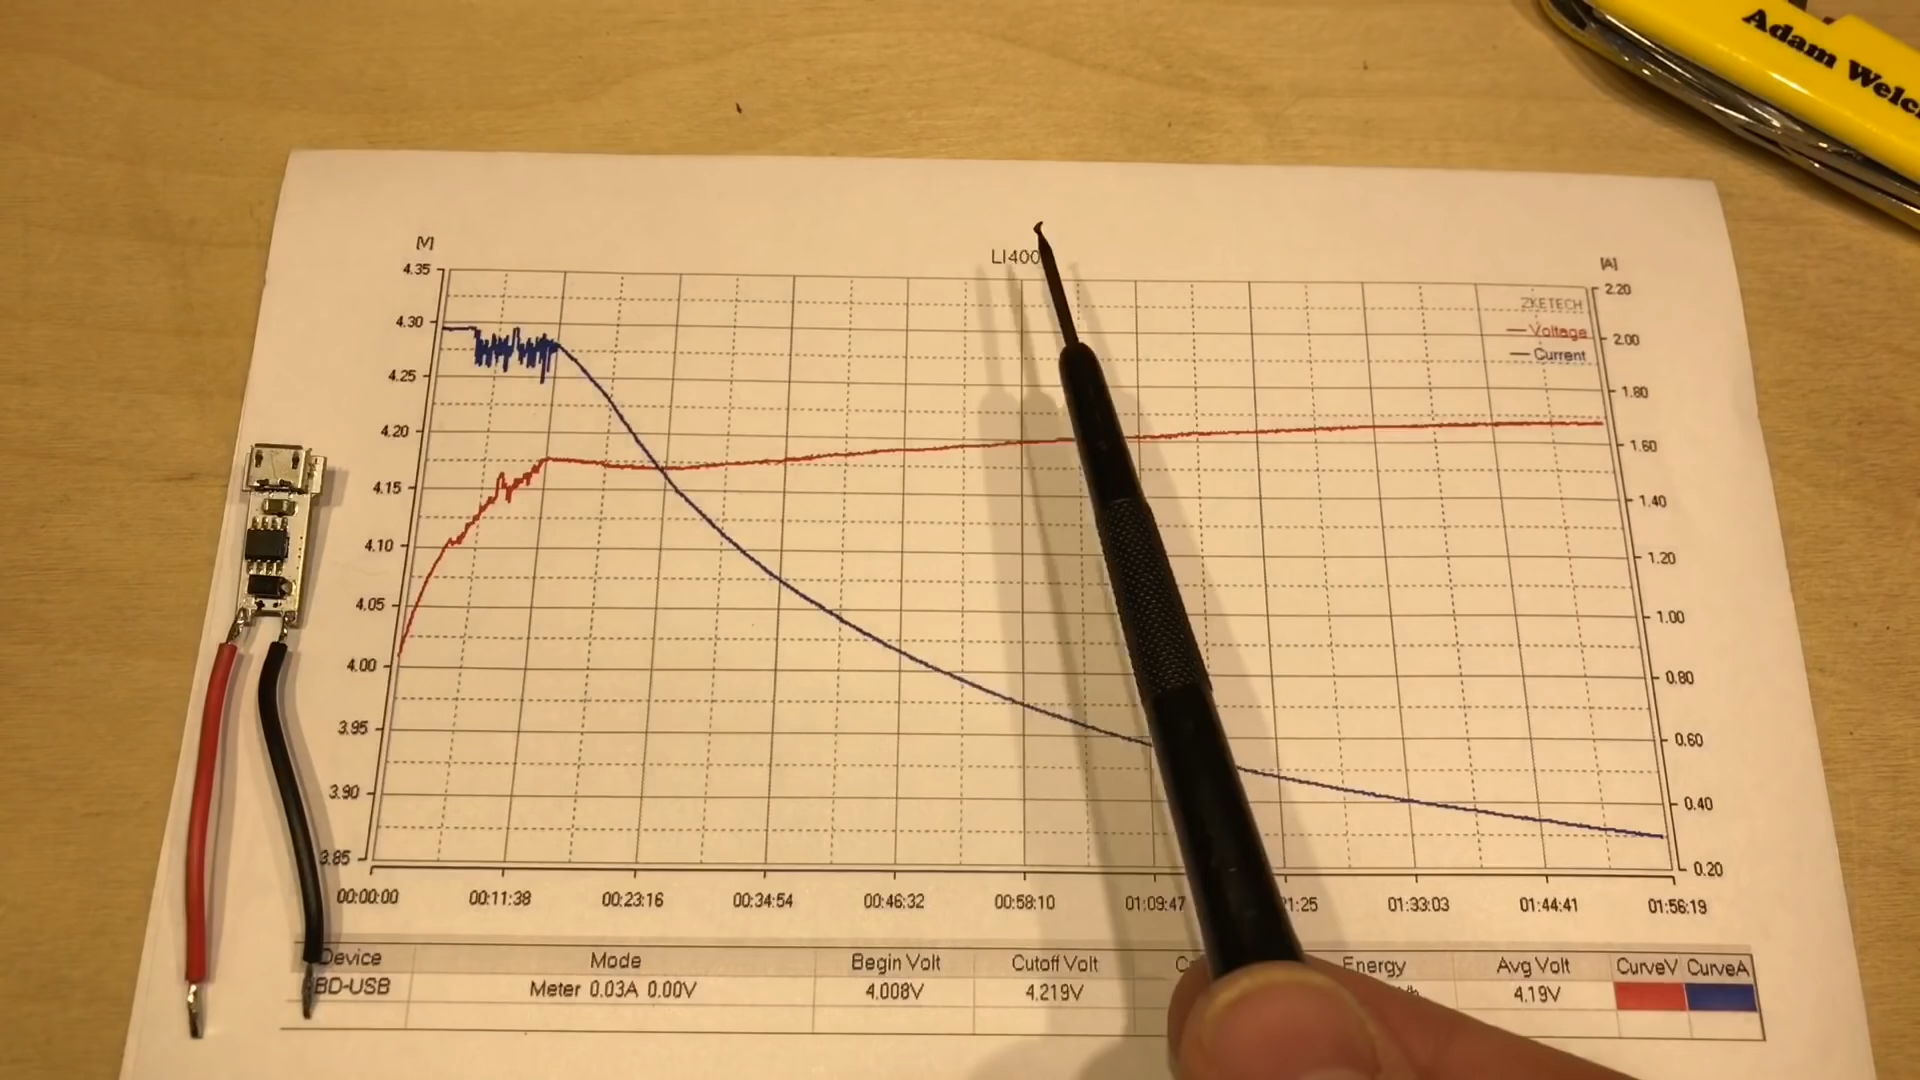 Adam Welc
LI400
[V]
[A]
4.35
4.30
4.25
4.20
4.15
4.10
4.05
4.00
3.95
3.90
3.85
2.20
2.00
1.80
1.60
1.40
1.20
1.00
0.80
0.60
0.40
0.20
ZKETECH
Voltage
Current
00:00:00 00:11:38 00:23:16 00:34:54 00:46:32 00:58:10 01:09:47 21:25 01:33:03 01:44:41 01:56:19
Device Mode Begin Volt Cutoff Volt Energy Avg Volt CurveV CurveA
BD-USB Meter 0.03A 0.00V 4.008V 4.219V 4.19V